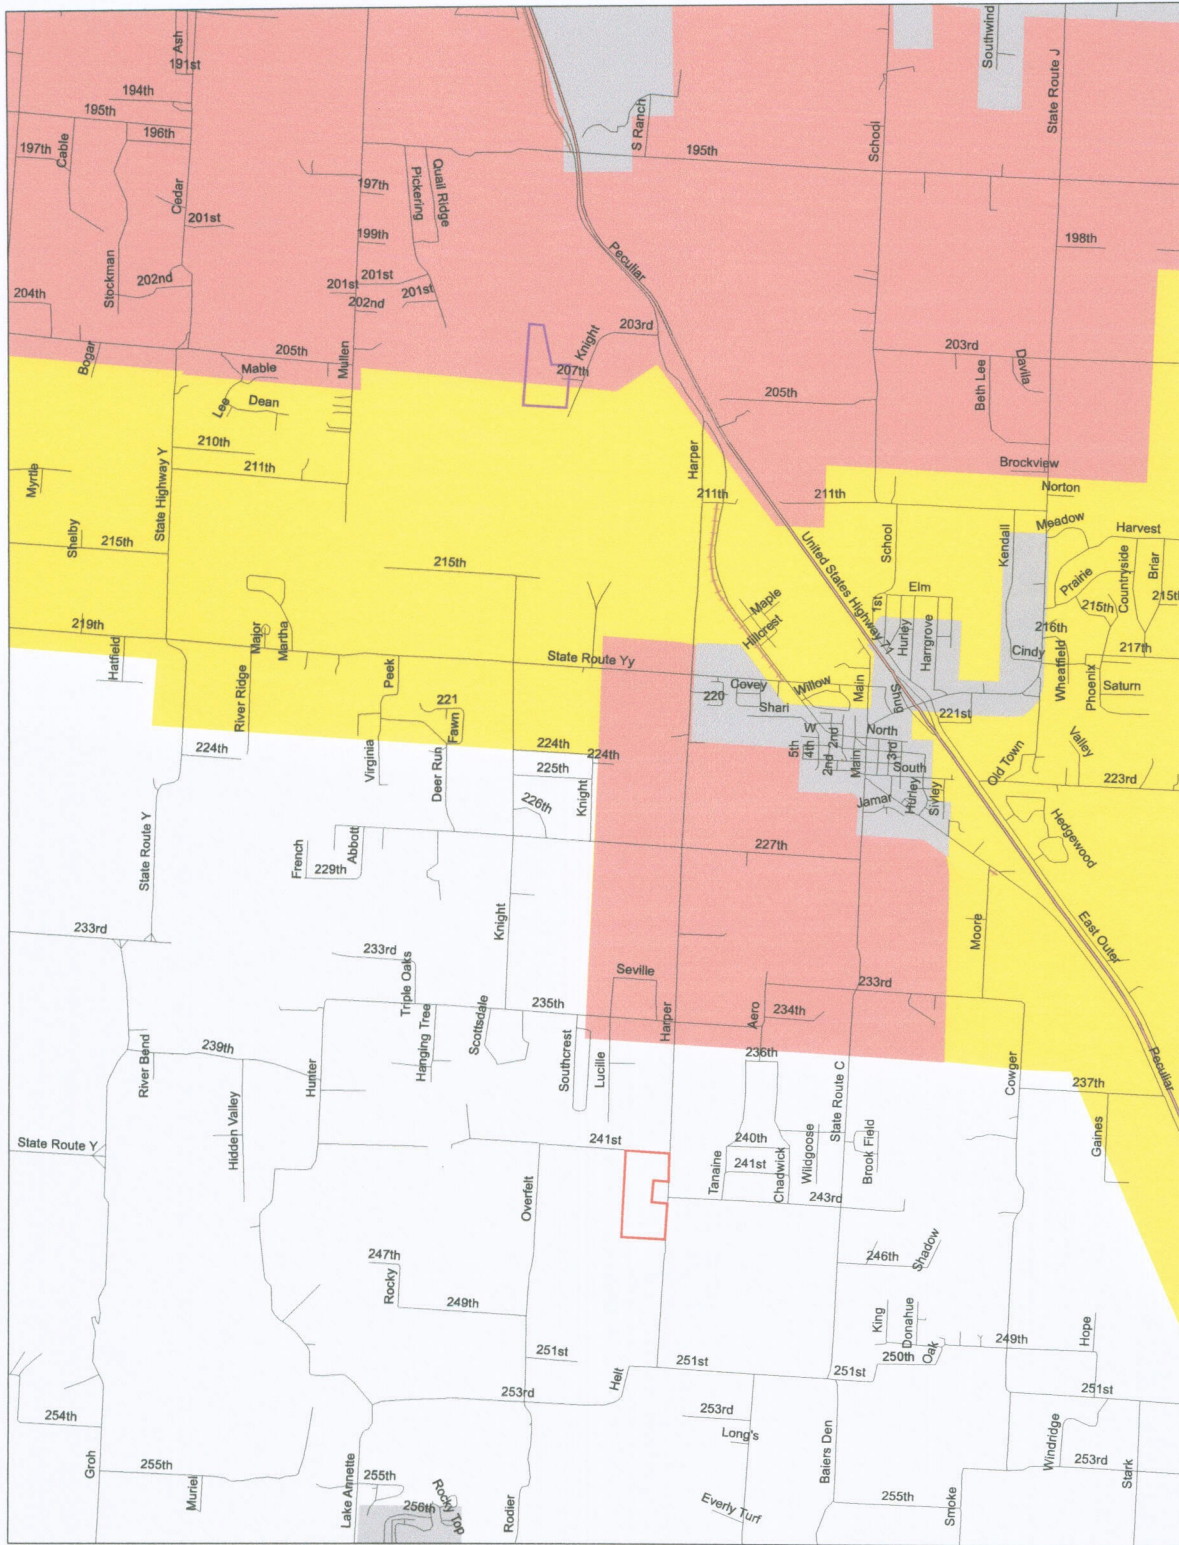 Ash
191st
194th
195th
196th
197th
Cable
Cedar
201st
Stockman
202nd
204th
Bogar
205th
Mable
Lee
Dean
Mullen
197th
199th
201st
202nd
Pickering
Quail Ridge
201st
201st
Knight
203rd
207th
Peculiar
S Ranch
195th
School
Southwind
State Route J
198th
203rd
Beth Lee
Davila
205th
Harper
211th
211th
Brockview
Norton
Myrtle
Shelby
215th
State Highway Y
210th
211th
215th
219th
Hatfield
Major
Martha
River Ridge
Peek
State Route Yy
Maple
Hillcrest
United States Highway 71
School
1st
Elm
Hurley
Harrgrove
Kendall
Meadow
Harvest
Prairie
Countryside
Briar
215th
215th
216th
Cindy
217th
Wheatfield
Phoenix
Saturn
220
Covey
Shari
Willow
Main
Shug
221st
North
W
2nd
5th
4th
2nd
Main
3rd
South
Jamar
Hurley
Sivley
Old Town
Valley
223rd
Hedgewood
221
Fawn
Virginia
Deer Run
224th
224th
224th
225th
226th
Knight
State Route Y
French
Abbott
229th
227th
Knight
233rd
233rd
Triple Oaks
Seville
Moore
East Outer
233rd
234th
Aero
235th
Scottsdale
Hanging Tree
Southcrest
Lucille
Harper
236th
State Route C
Cowger
237th
Peculiar
Gaines
River Bend
239th
Hunter
Hidden Valley
State Route Y
241st
Overfelt
Tanaine
240th
241st
Chadwick
Wildgoose
Brook Field
243rd
246th
Shadow
247th
Rocky
249th
King
Donahue
250th
Oak
249th
Hope
251st
251st
251st
251st
Helt
253rd
253rd
Long's
Baiers Den
Windridge
253rd
Stark
254th
Groh
255th
Muriel
Lake Annette
255th
256th
Rocky Top
Rodier
Everly Turf
255th
Smoke